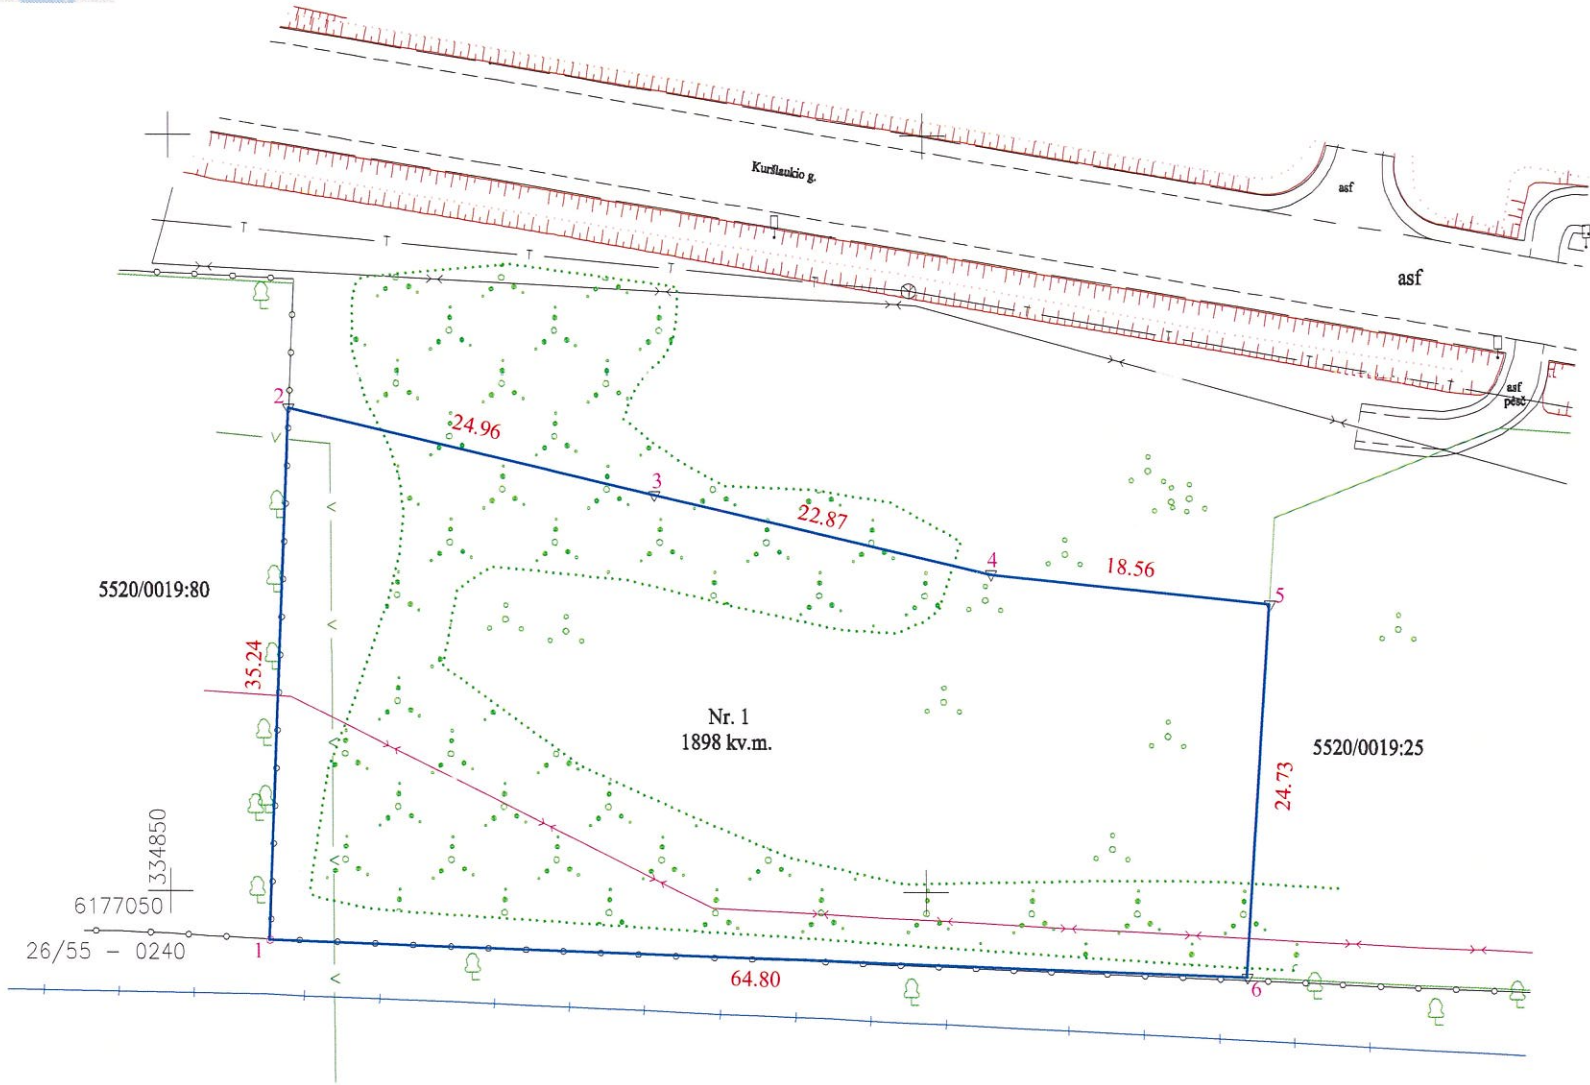 Kuršlaukio g.
asf
asf
T T T T T T T T T T
asf
pėsč
2
24.96
3
22.87
4
18.56
5
5520/0019:80
35.24
Nr. 1
1898 kv.m.
5520/0019:25
24.73
334850
6177050
26/55 - 0240
1
64.80
6